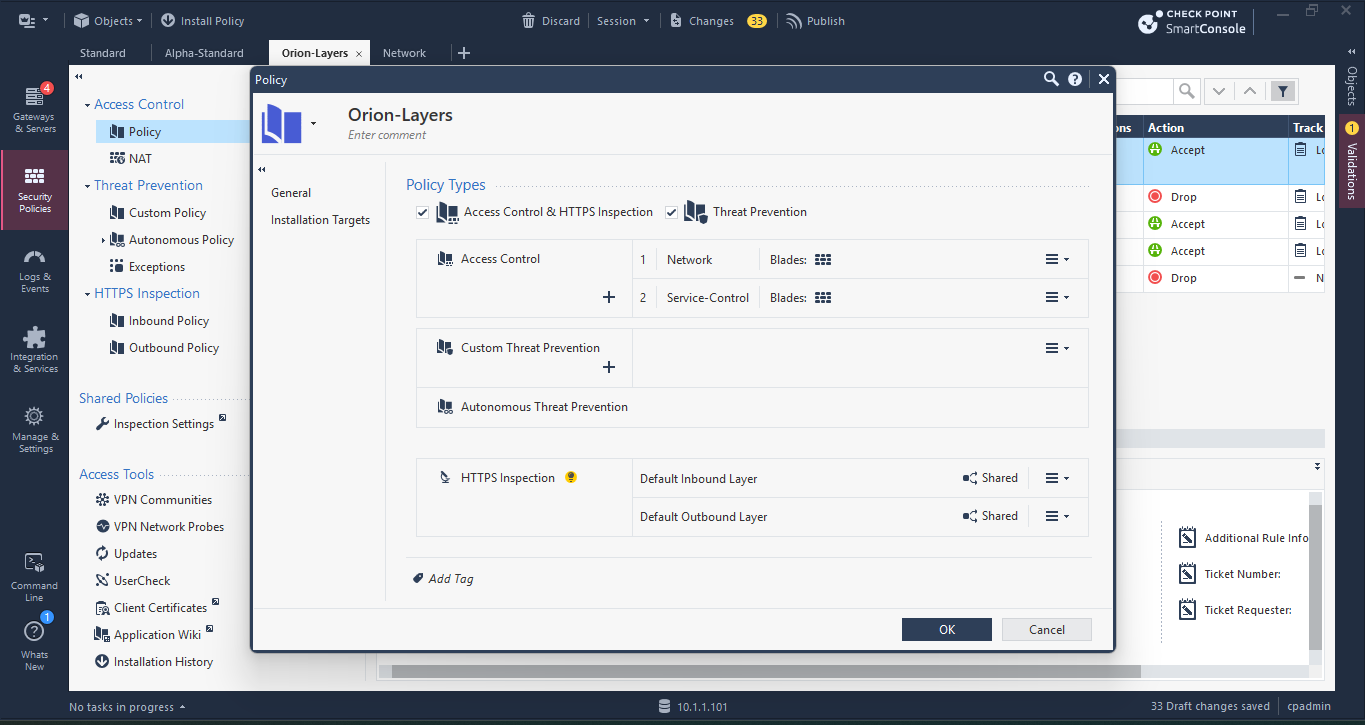 Objects
Install Policy
Discard
Session
Changes
33
Publish
CHECK POINT
SmartConsole
Standard
Alpha-Standard
Orion-Layers
Network
4
Gateways
& Servers
Security
Policies
Logs &
Events
Integration
& Services
Manage &
Settings
Command
Line
1
Whats
New
Access Control
Policy
NAT
Threat Prevention
Custom Policy
Autonomous Policy
Exceptions
HTTPS Inspection
Inbound Policy
Outbound Policy
Shared Policies
Inspection Settings
Access Tools
VPN Communities
VPN Network Probes
Updates
UserCheck
Client Certificates
Application Wiki
Installation History
Policy
Orion-Layers
Enter comment
General
Installation Targets
Policy Types
Access Control & HTTPS Inspection
Threat Prevention
Access Control
1 Network Blades:
2 Service-Control Blades:
Custom Threat Prevention
Autonomous Threat Prevention
HTTPS Inspection
Default Inbound Layer Shared
Default Outbound Layer Shared
Add Tag
OK
Cancel
ons Action Track
Accept Lo
Drop Lo
Accept Lo
Accept Lo
Drop N
Additional Rule Info
Ticket Number:
Ticket Requester:
Objects
1
Validations
No tasks in progress
10.1.1.101
33 Draft changes saved
cpadmin